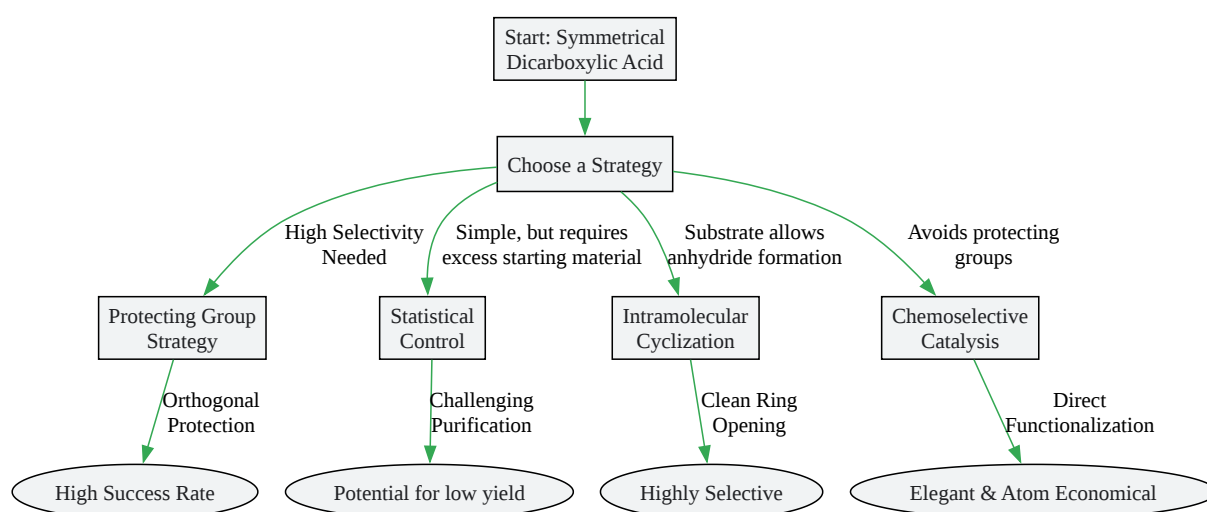 Start: Symmetrical
Dicarboxylic Acid
Choose a Strategy
High Selectivity
Needed
Simple, but requires
excess starting material
Substrate allows
anhydride formation
Avoids protecting
groups
Protecting Group
Strategy
Statistical
Control
Intramolecular
Cyclization
Chemoselective
Catalysis
Orthogonal
Protection
Challenging
Purification
Clean Ring
Opening
Direct
Functionalization
High Success Rate
Potential for low yield
Highly Selective
Elegant & Atom Economical